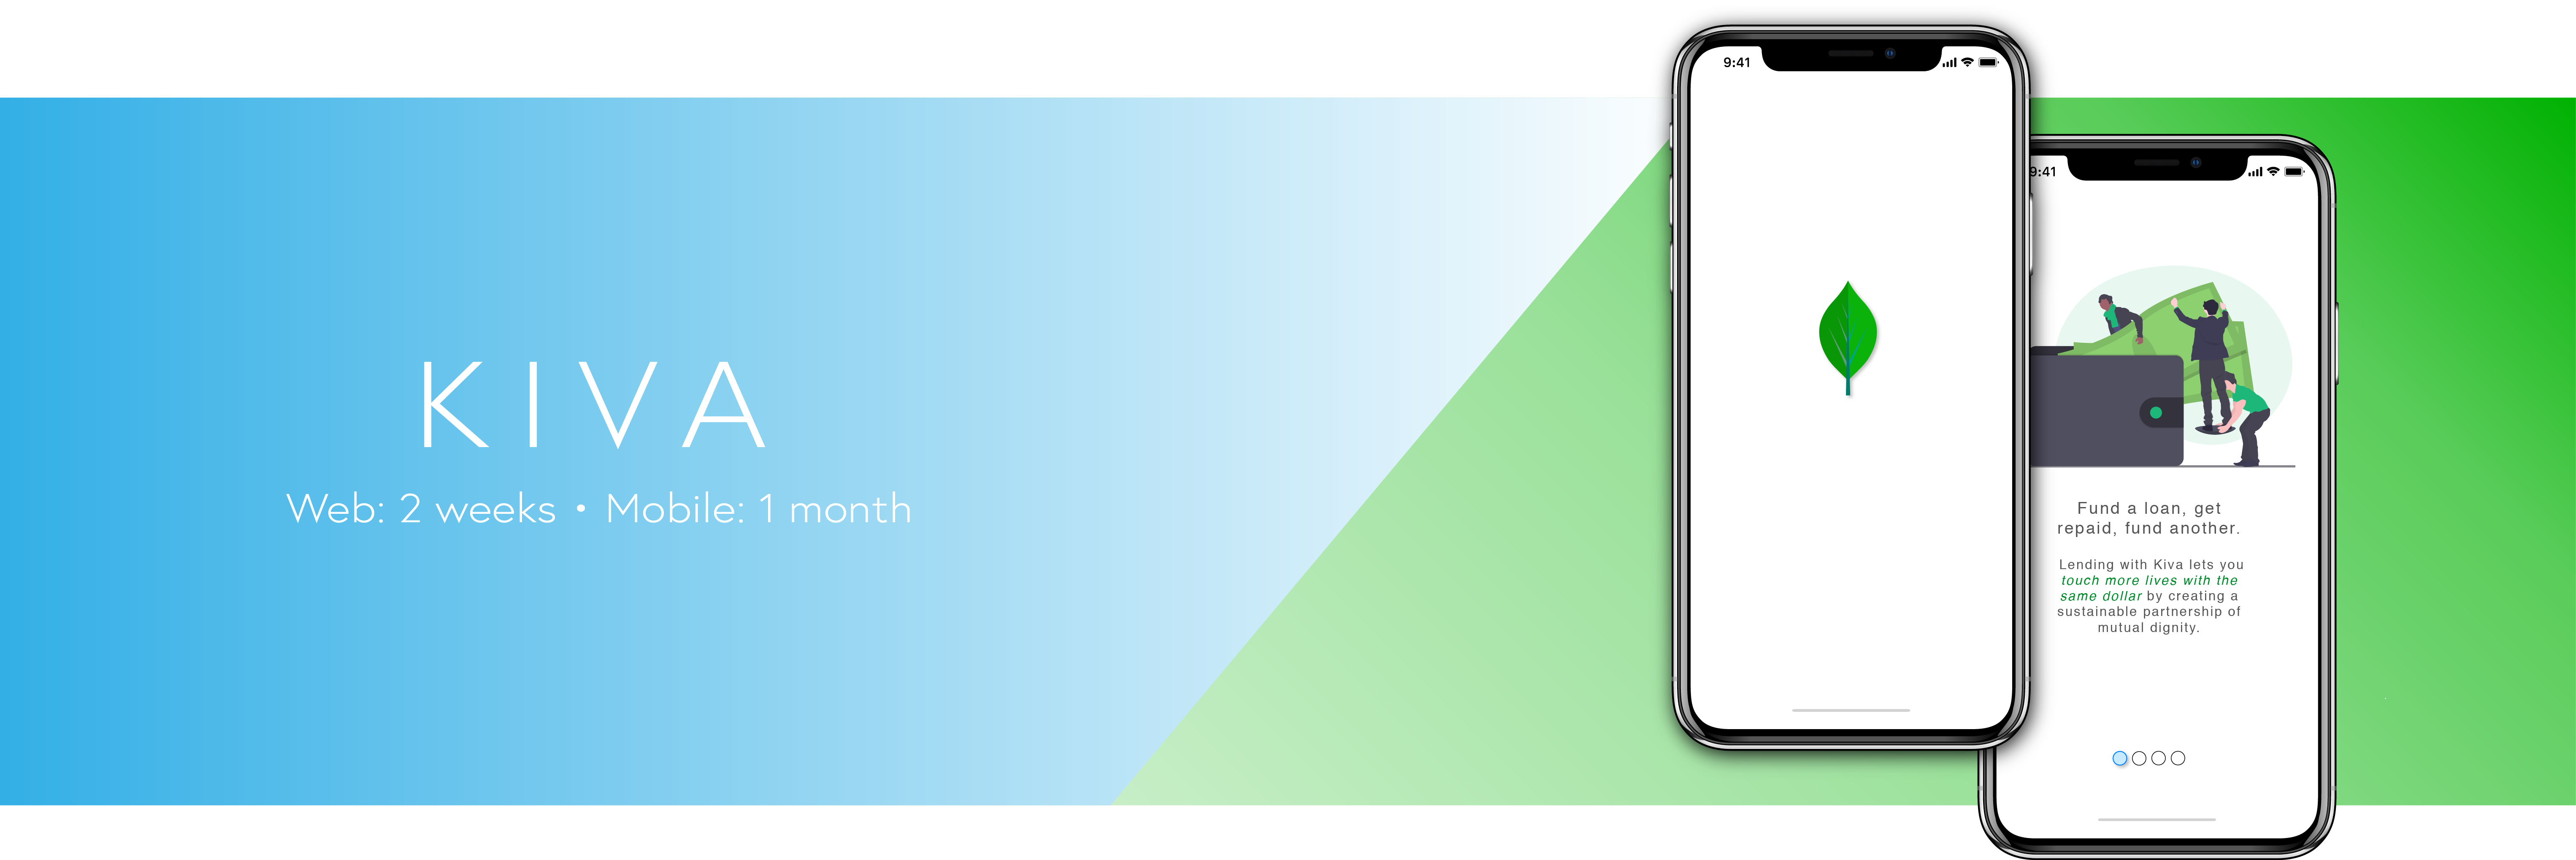 KIVA
Web: 2 weeks • Mobile: 1 month
9:41
9:41
Fund a loan, get
repaid, fund another.
Lending with Kiva lets you
touch more lives with the
same dollar by creating a
sustainable partnership of
mutual dignity.